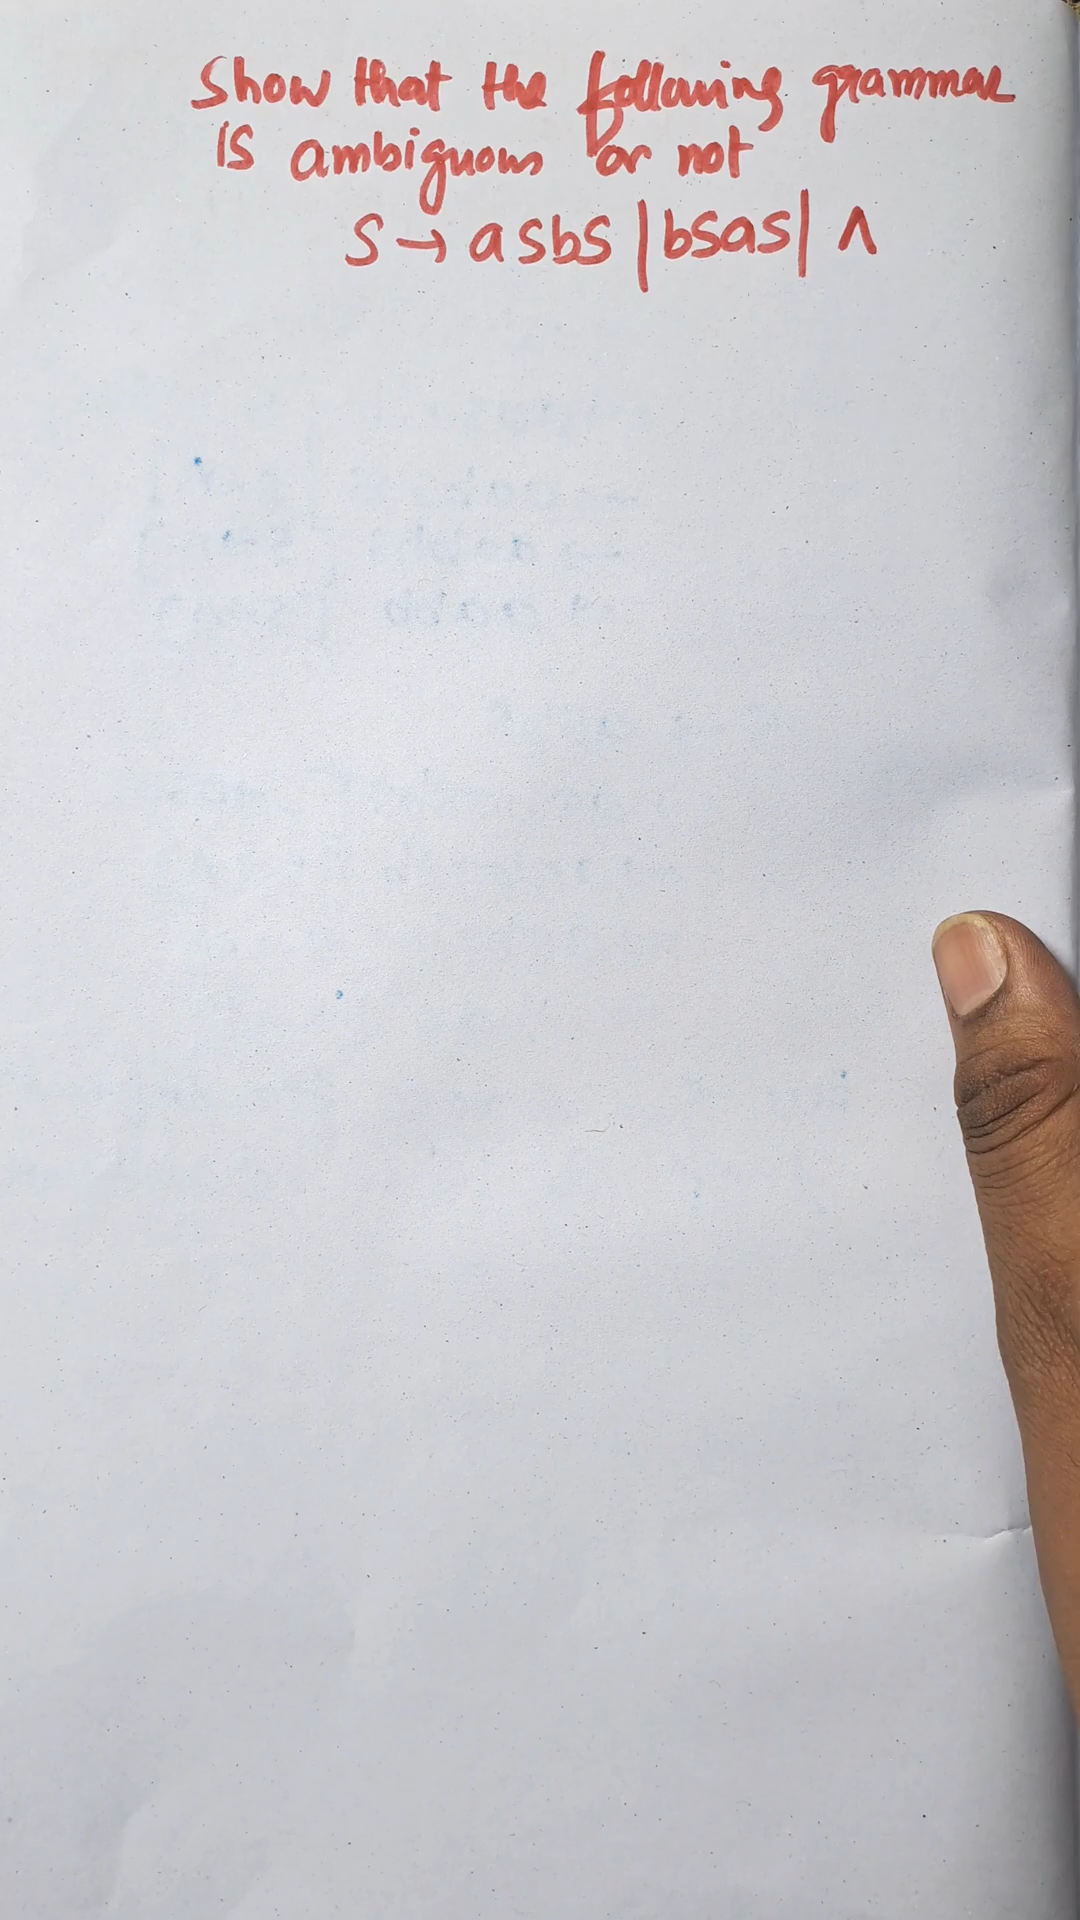 Show that the following grammar
is ambiguous or not
S → asbs | bsas | ʌ